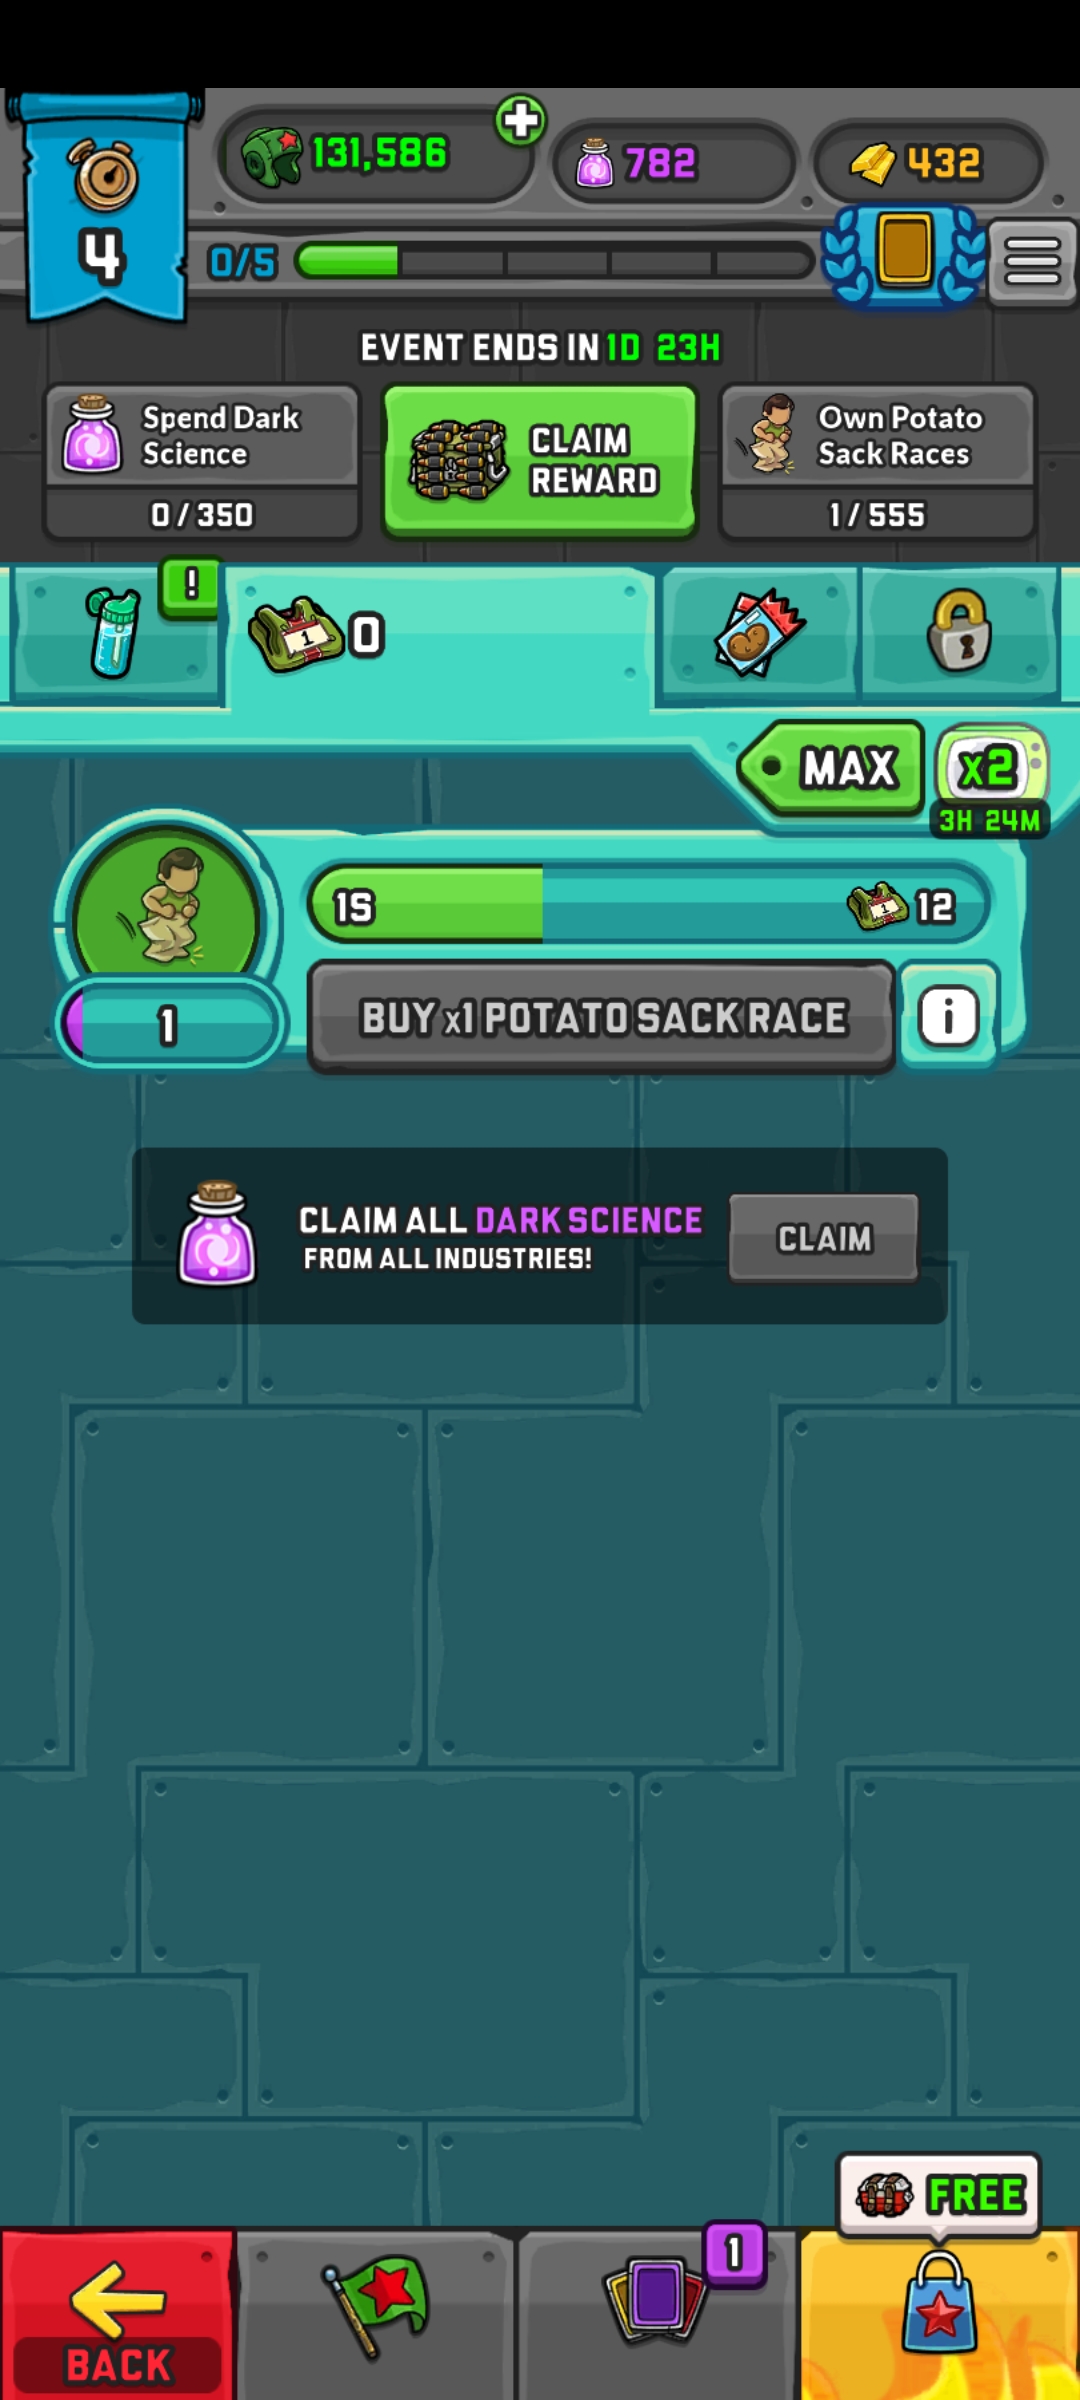 131,586
782
432
4
0/5
EVENT ENDS IN 1D 23H
Spend Dark
Science
0 / 350
CLAIM
REWARD
Own Potato
Sack Races
1 / 555
!
1
0
MAX
x2
3H 24M
1S
1
12
1
BUY x1 POTATO SACK RACE
i
CLAIM ALL DARK SCIENCE
FROM ALL INDUSTRIES!
CLAIM
FREE
1
BACK